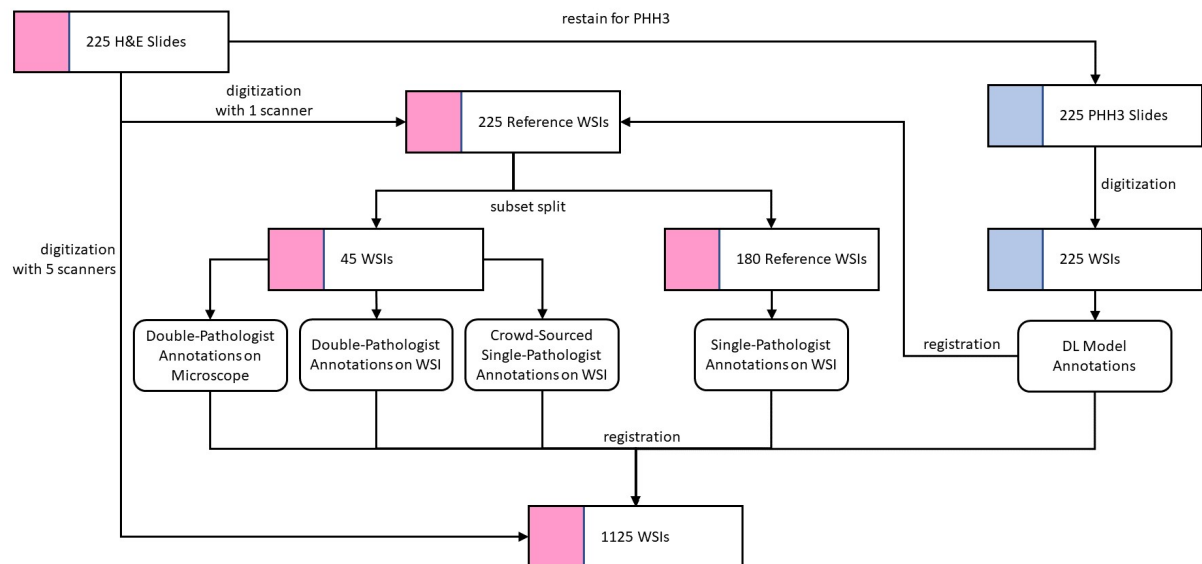 restain for PHH3
225 H&E Slides
digitization
with 1 scanner
225 Reference WSIs
225 PHH3 Slides
digitization
subset split
digitization
with 5 scanners
45 WSIs
180 Reference WSIs
225 WSIs
Double-Pathologist
Annotations on
Microscope
Double-Pathologist
Annotations on WSI
Crowd-Sourced
Single-Pathologist
Annotations on WSI
Single-Pathologist
Annotations on WSI
registration
DL Model
Annotations
registration
1125 WSIs